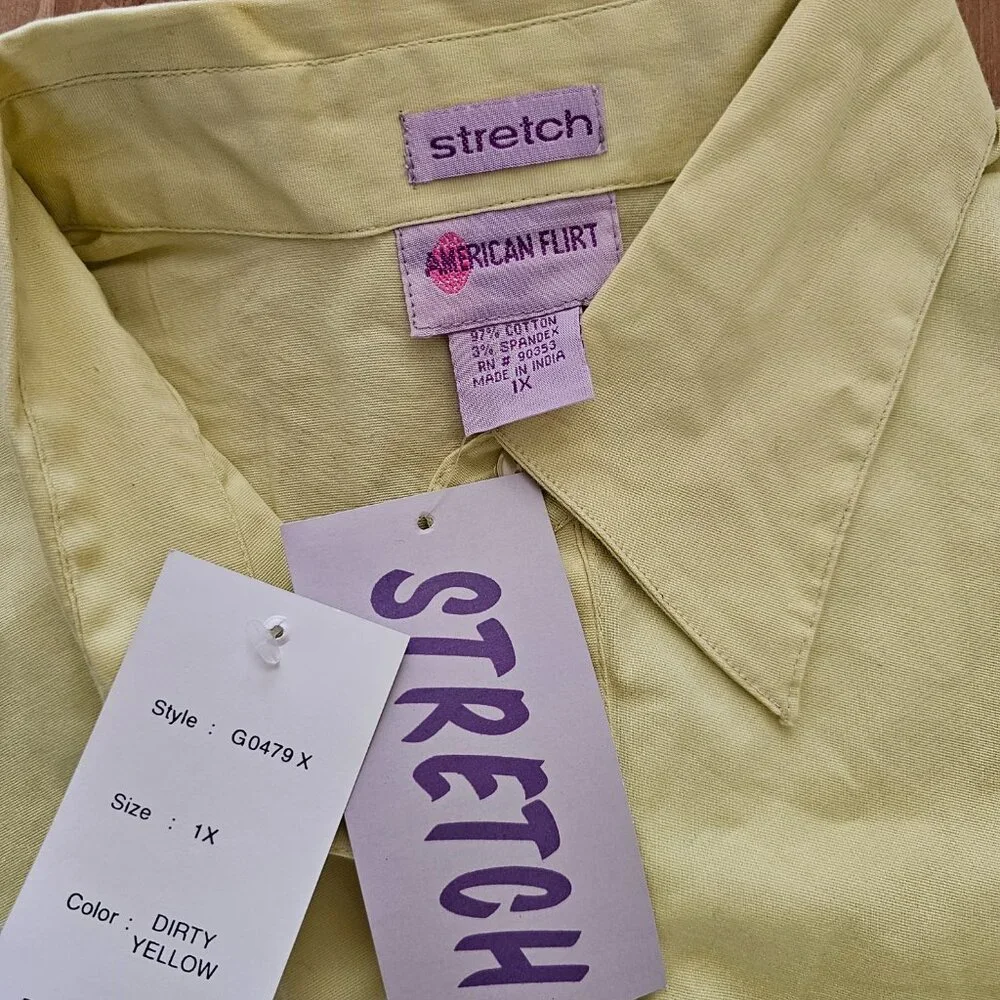 stretch
AMERICAN FLIRT
97% COTTON
3% SPANDEX
RN # 90353
MADE IN INDIA
1X
STRETCH
Style : G0479 X
Size : 1X
Color : DIRTY
YELLOW